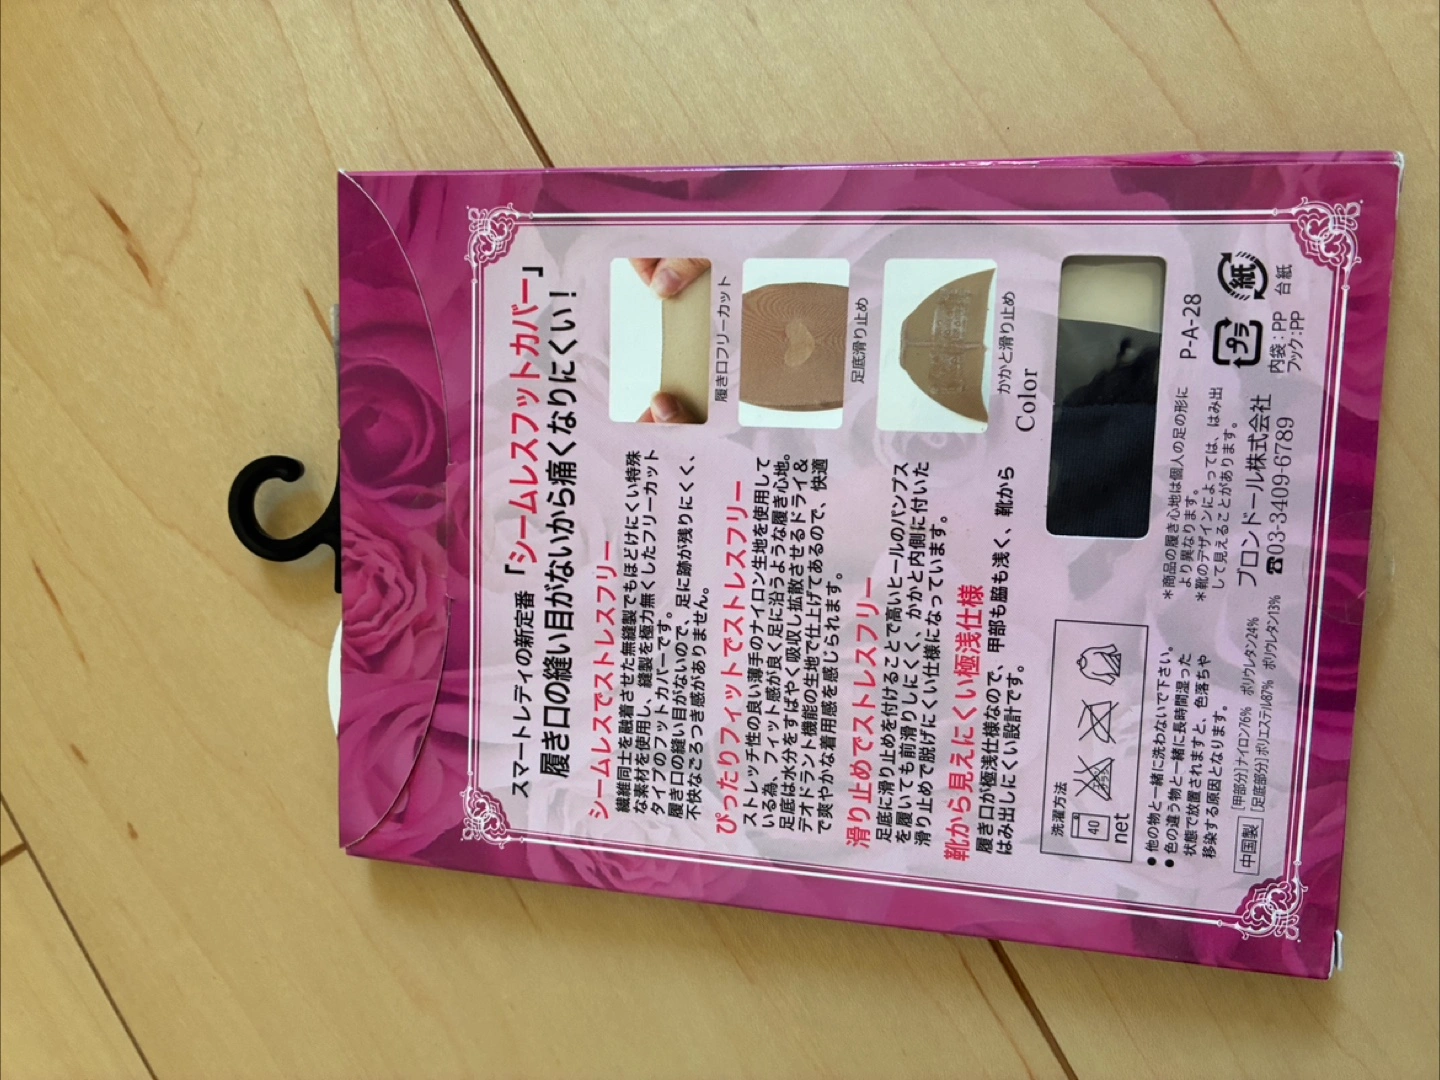 スマートレディの新定番「シームレスフットカバー」
履き口の縫い目がないから痛くなりにくい！
シームレスでストレスフリー
繊維同士を融着させた無縫製でもほどけにくい特殊
な素材を使用し、縫製を極力無くしたフリーカット
タイプのフットカバーです。
履き口の縫い目がないので、足に跡が残りにくく、
不快なごろつき感がありません。
ぴったりフィットでストレスフリー
ストレッチ性の良い薄手のナイロン生地を使用して
いる為、フィット感が良く足に沿うような履き心地。
足底は水分をすばやく吸収し拡散させるドライ＆
デオドラント機能の生地で仕上げてあるので、快適
で爽やかな着用感を感じられます。
滑り止めでストレスフリー
足底に滑り止めを付けることで高いヒールのパンプス
を履いても前滑りしにくく、かかと内側に付いた
滑り止めで脱げにくい仕様になっています。
靴から見えにくい極浅仕様
履き口が極浅仕様なので、甲部も脇も浅く、靴から
はみ出しにくい設計です。
履き口フリーカット
足底滑り止め
かかと滑り止め
Color
洗濯方法
40
net
●他の物と一緒に洗わないで下さい。
●色の違う物と一緒に長時間湿った
状態で放置されますと、色落ちや
移染する原因となります。
中国製
[甲部分]ナイロン76% ポリウレタン24%
[足底部分]ポリエステル87% ポリウレタン13%
＊商品の履き心地は個人の足の形に
より異なります。
＊靴のデザインによっては、はみ出
して見えることがあります。
ブロンドール株式会社
☎03-3409-6789
P-A-28
プラ
紙
内袋：PP
フック：PP
台紙